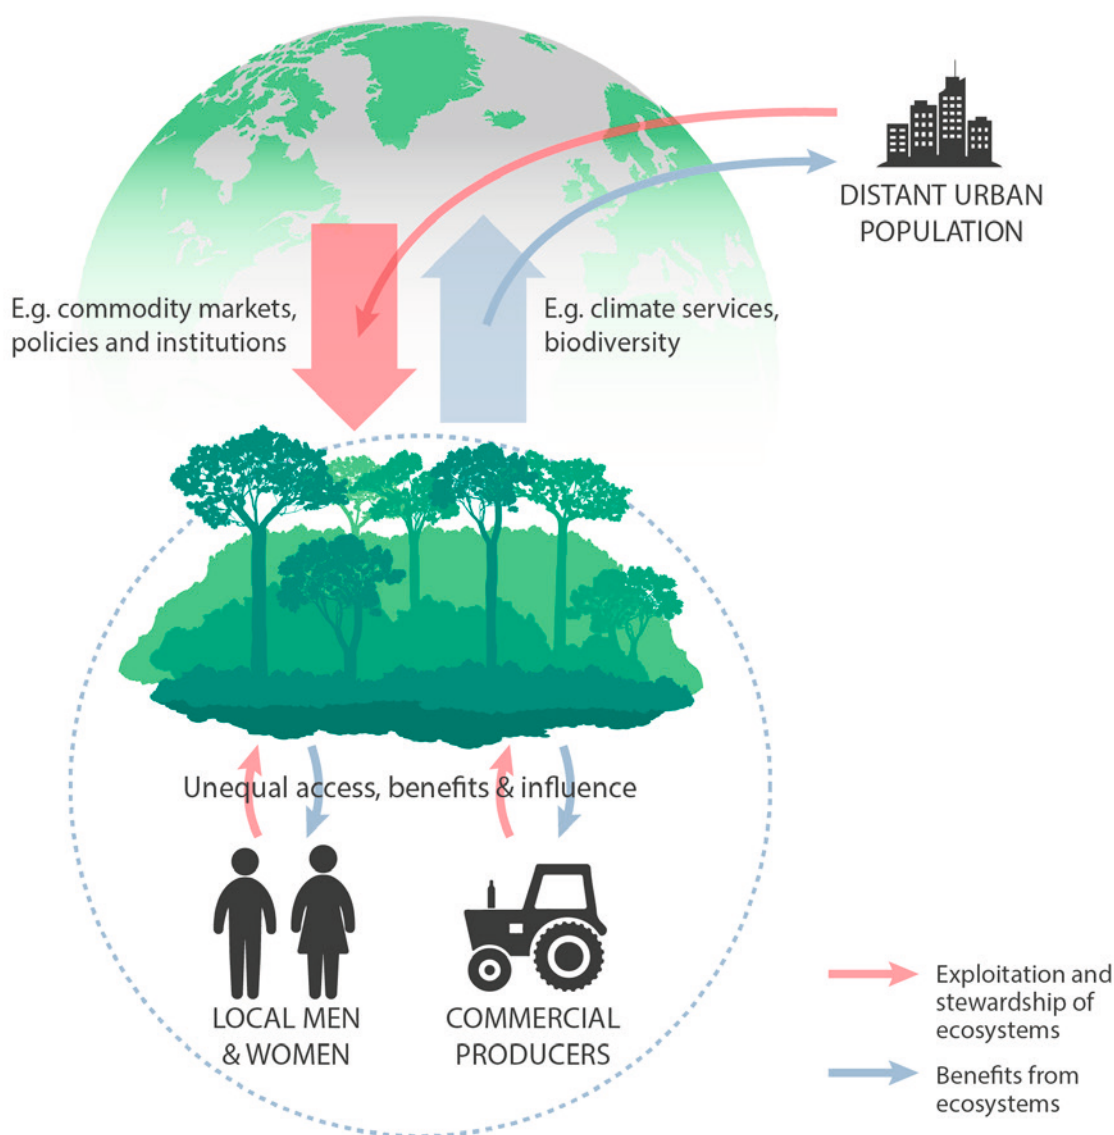 DISTANT URBAN
POPULATION
E.g. commodity markets,
policies and institutions
E.g. climate services,
biodiversity
Unequal access, benefits & influence
LOCAL MEN
& WOMEN
COMMERCIAL
PRODUCERS
Exploitation and
stewardship of
ecosystems
Benefits from
ecosystems